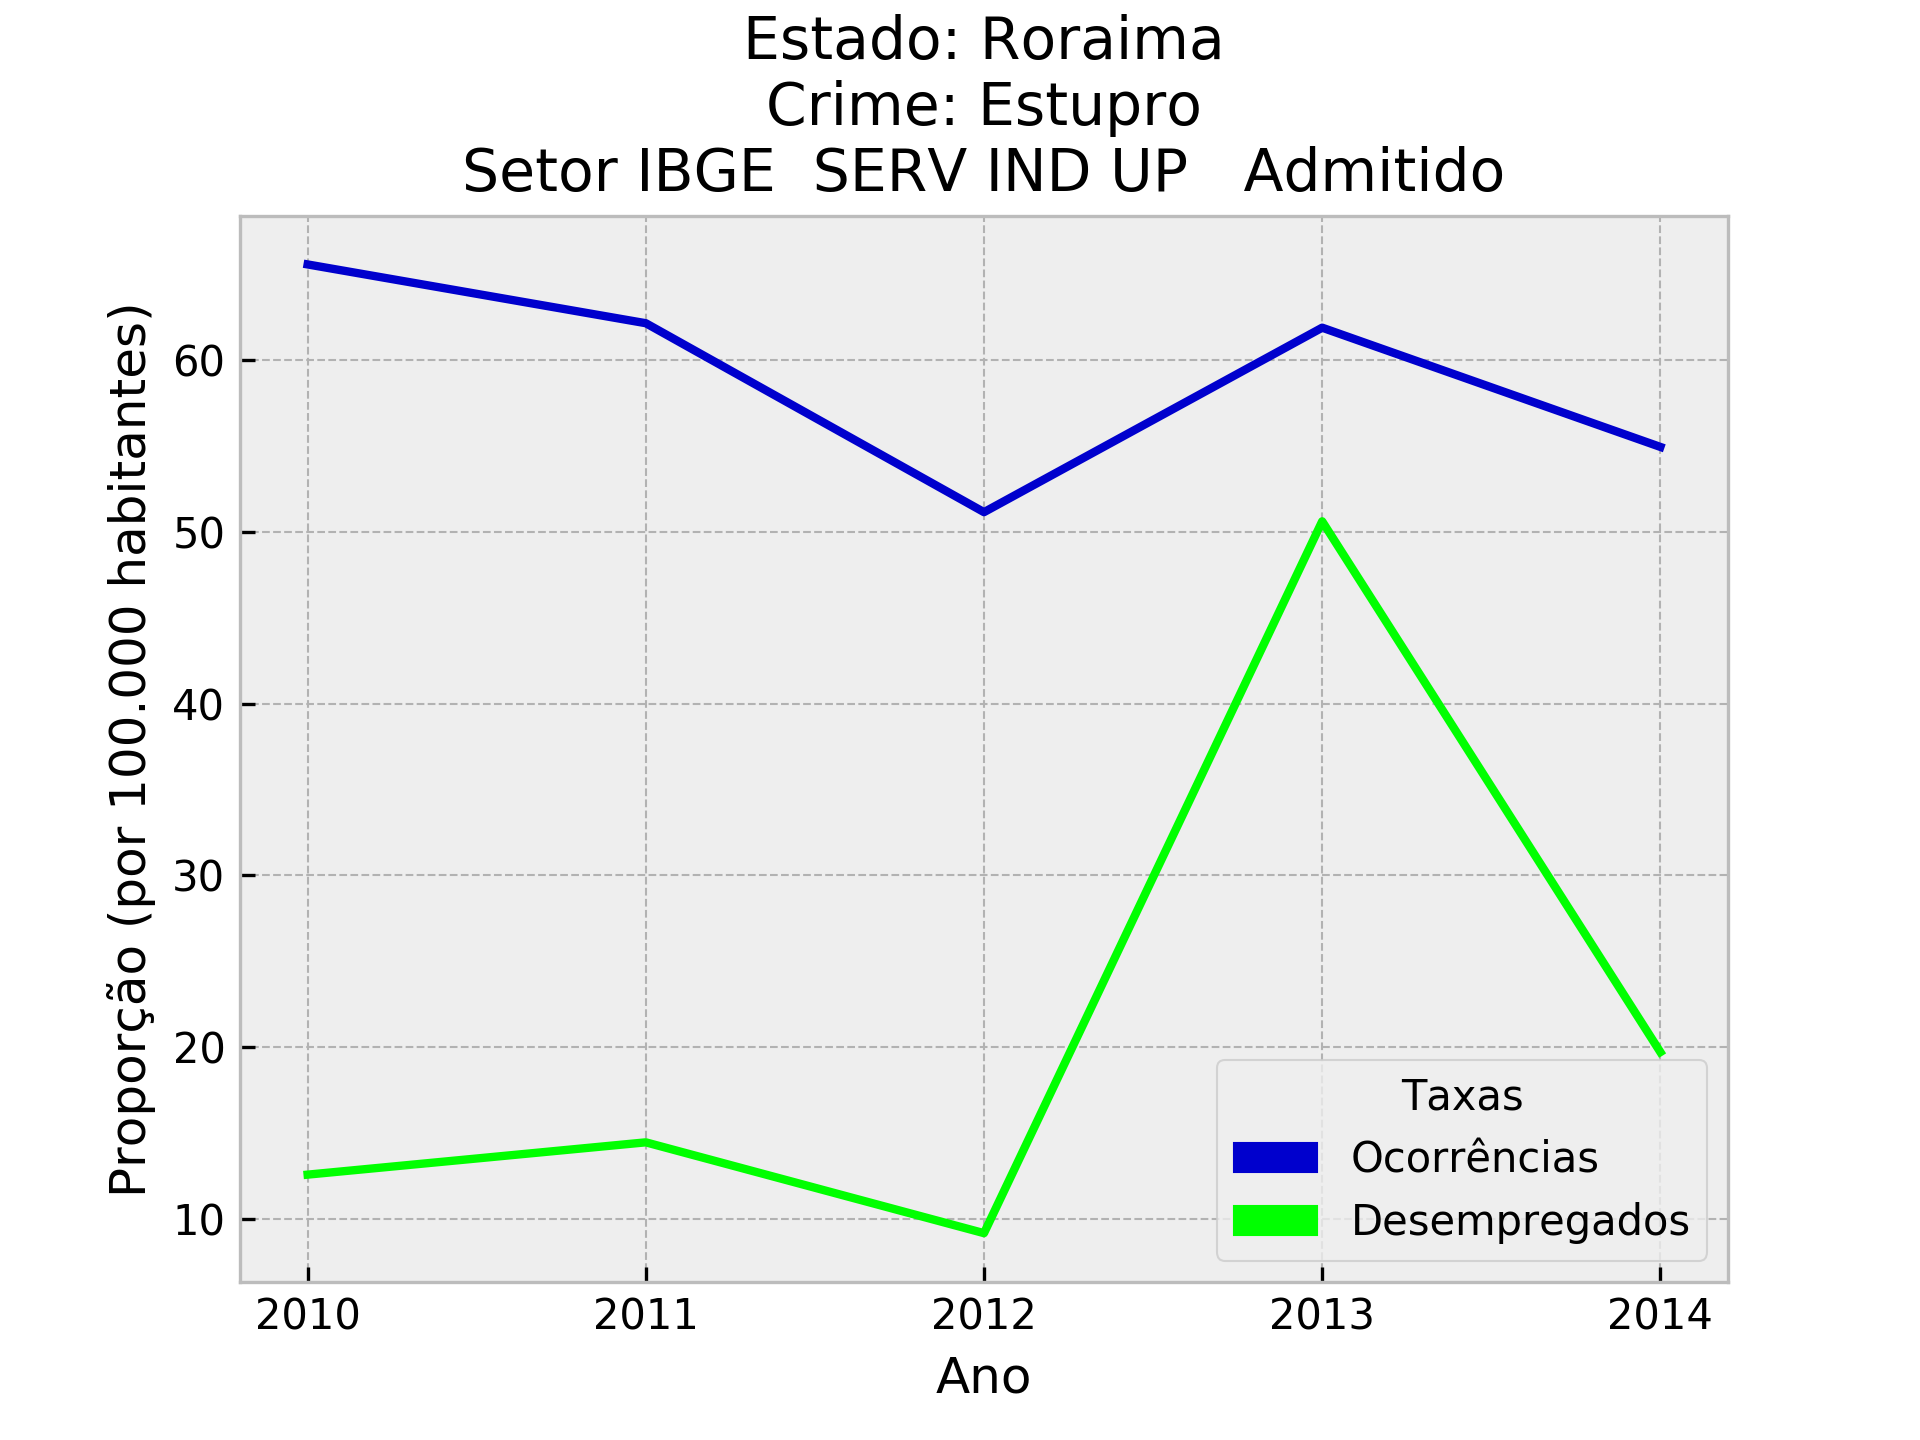 Estado: Roraima
Crime: Estupro
Setor IBGE  SERV IND UP   Admitido
Proporção (por 100.000 habitantes)
60
50
40
30
20
10
Taxas
Ocorrências
Desempregados
2010 2011 2012 2013 2014
Ano